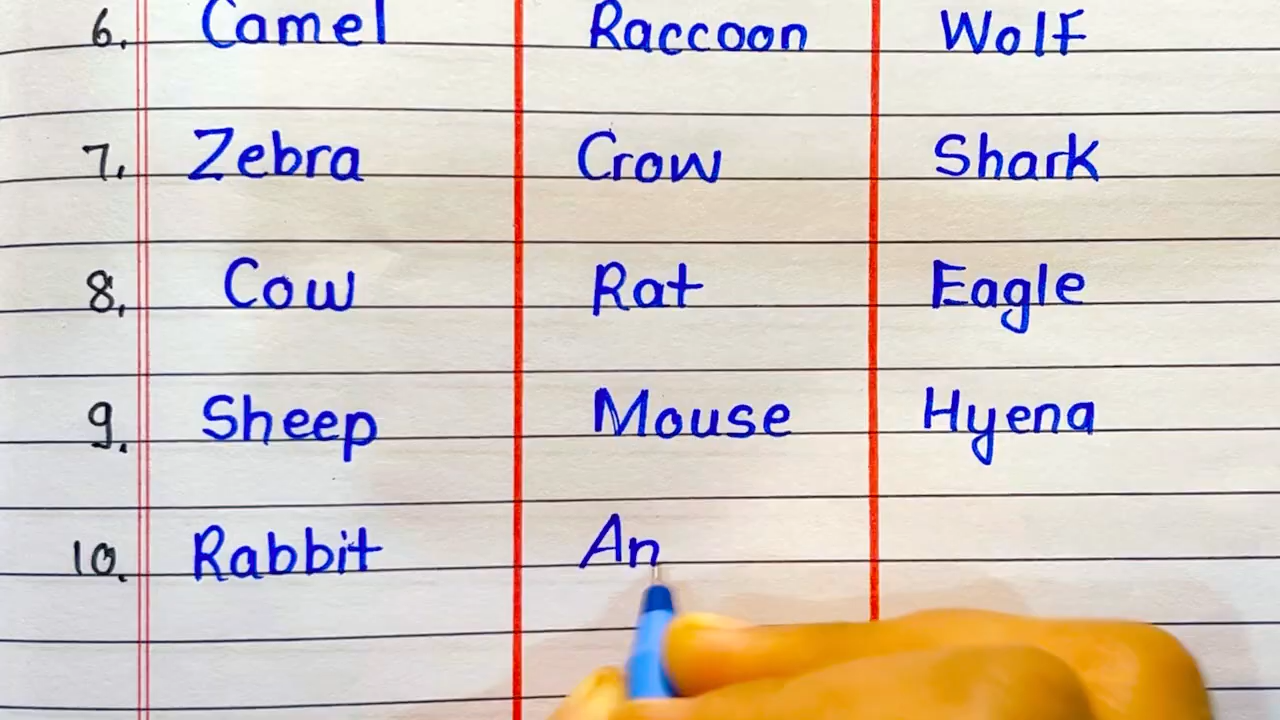 6. Camel Raccoon Wolf
7. Zebra Crow Shark
8. Cow Rat Eagle
9. Sheep Mouse Hyena
10. Rabbit An